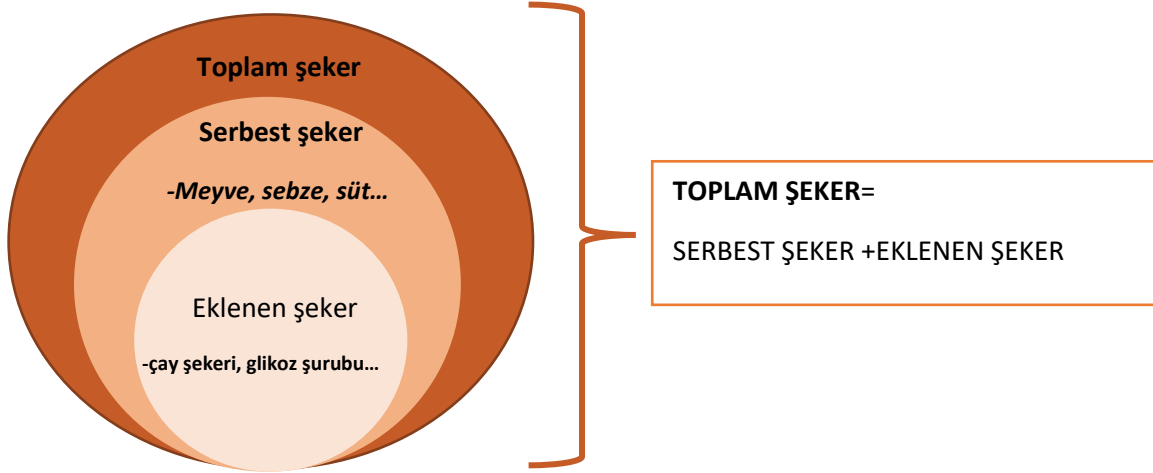 Toplam şeker
Serbest şeker
-Meyve, sebze, süt…
Eklenen şeker
-çay şekeri, glikoz şurubu…
TOPLAM ŞEKER=
SERBEST ŞEKER +EKLENEN ŞEKER